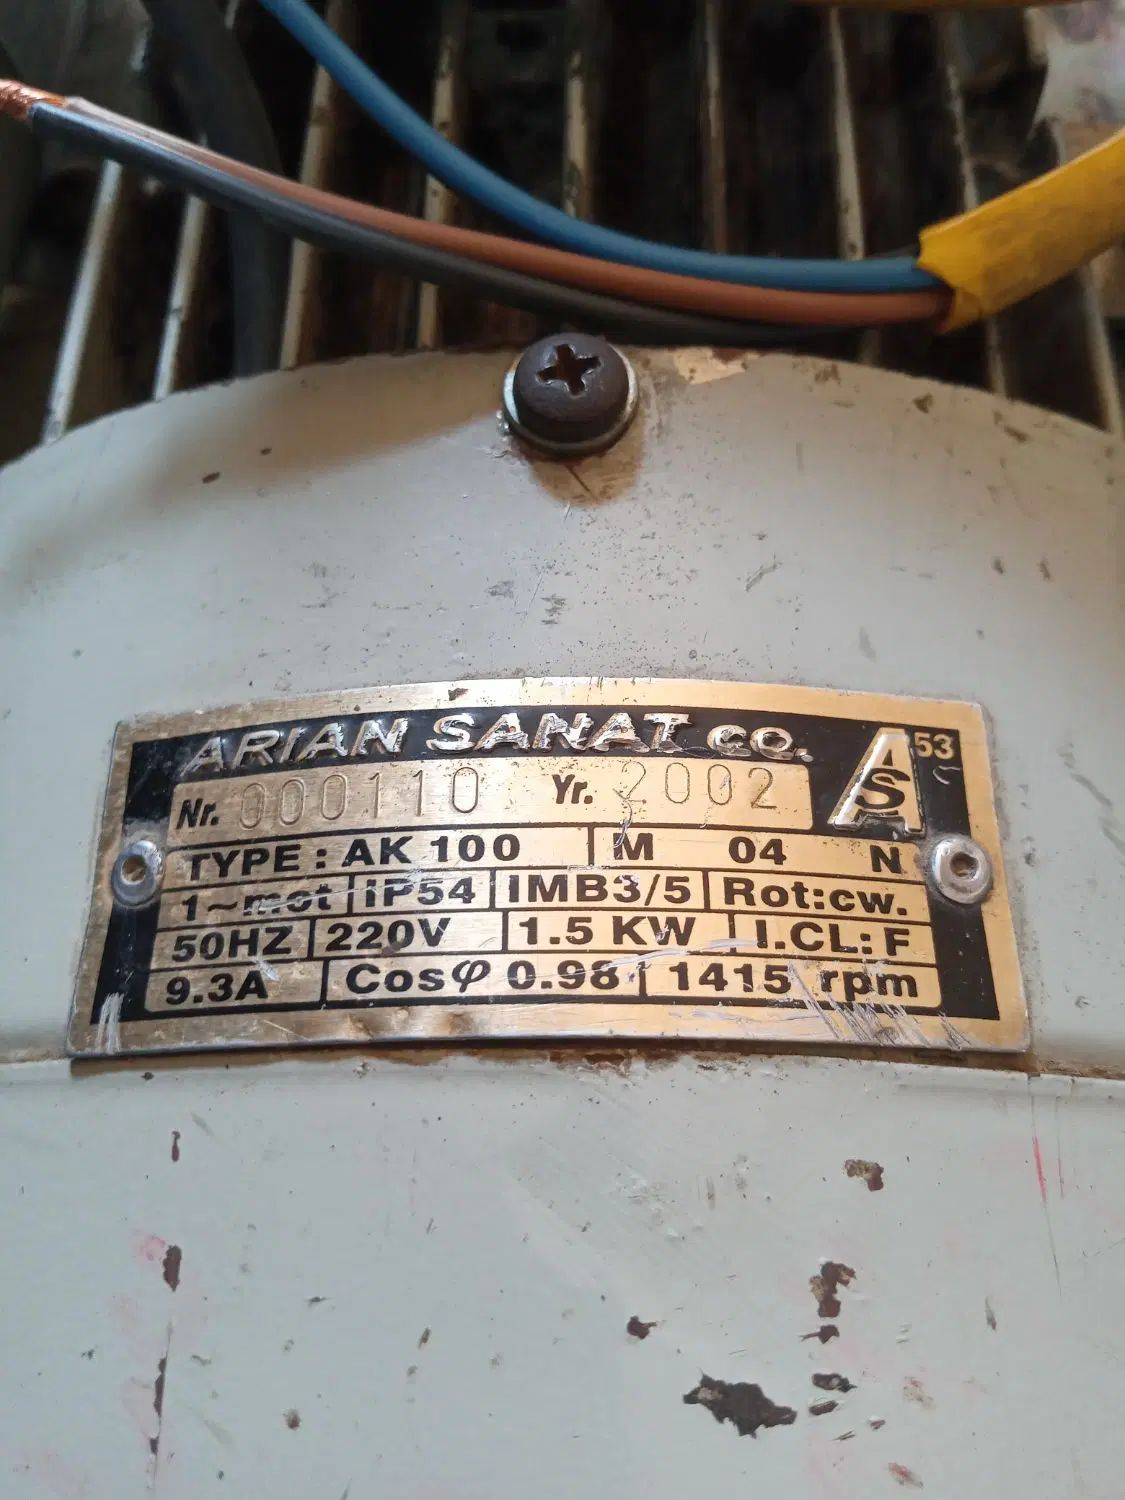 ARIAN SANAT CO.
A S 53
Nr. 000110 Yr. 2002
TYPE : AK 100 M 04 N
1~mot IP54 IMB3/5 Rot:cw.
50HZ 220V 1.5 KW I.CL: F
9.3A Cosφ 0.98 1415 rpm